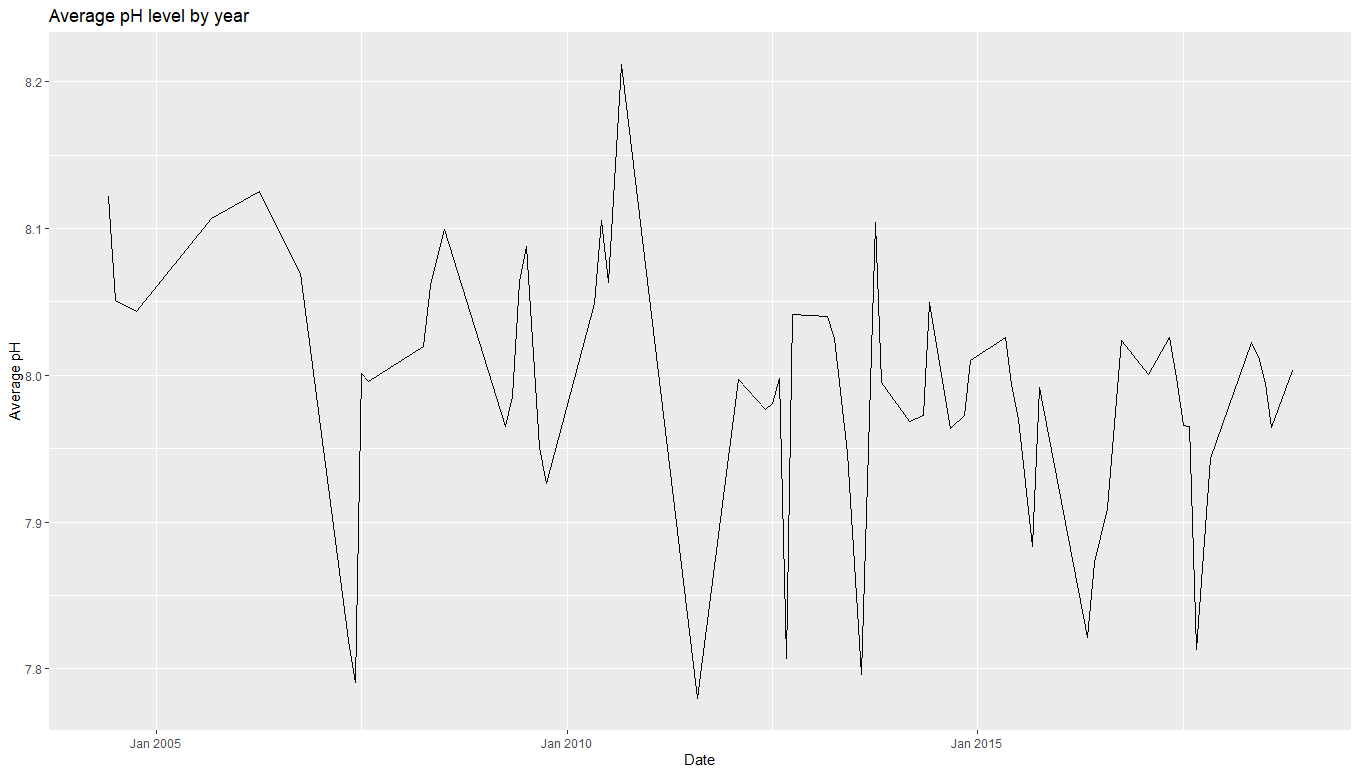 Average pH level by year
Average pH
8.2
8.1
8.0
7.9
7.8
Jan 2005
Jan 2010
Jan 2015
Date